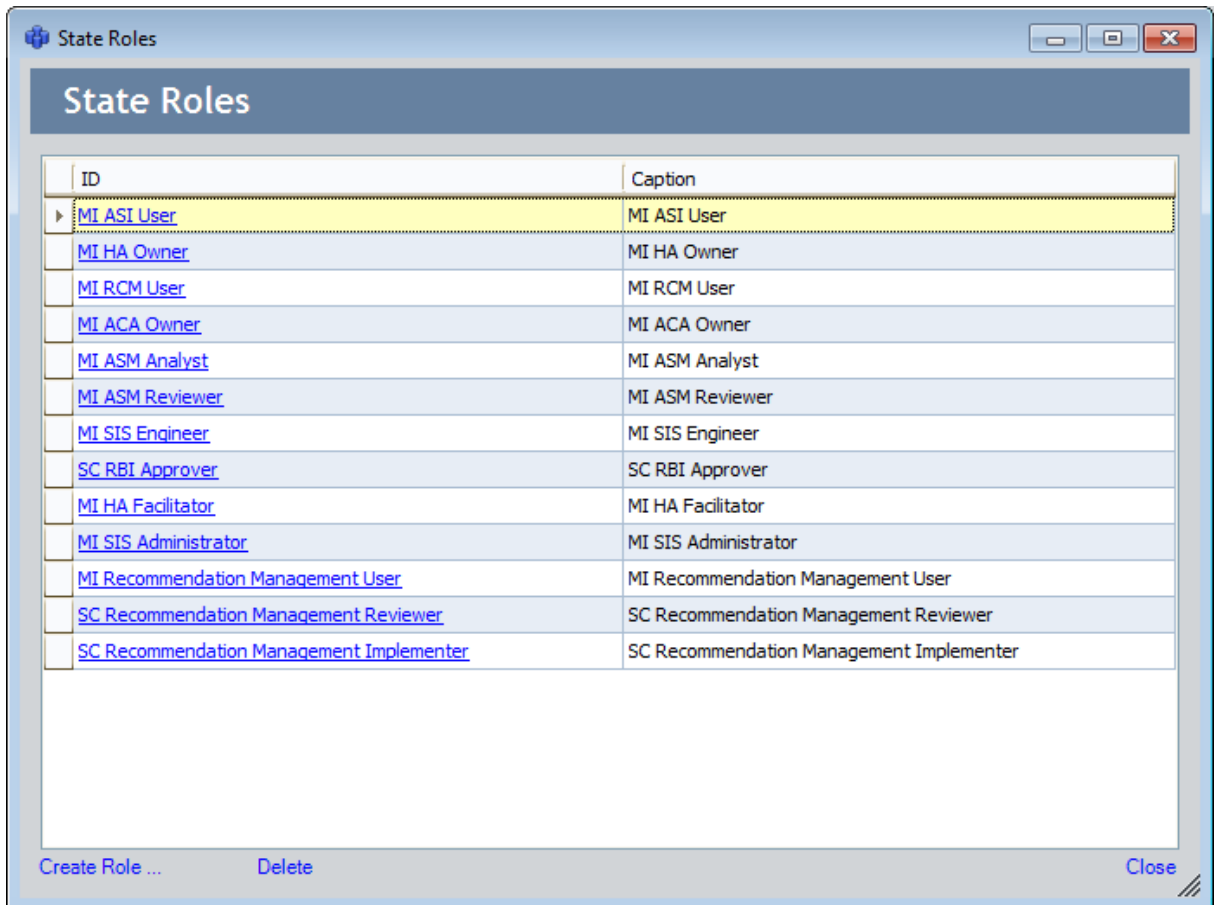 State Roles
State Roles
ID Caption
MI ASI User MI ASI User
MI HA Owner MI HA Owner
MI RCM User MI RCM User
MI ACA Owner MI ACA Owner
MI ASM Analyst MI ASM Analyst
MI ASM Reviewer MI ASM Reviewer
MI SIS Engineer MI SIS Engineer
SC RBI Approver SC RBI Approver
MI HA Facilitator MI HA Facilitator
MI SIS Administrator MI SIS Administrator
MI Recommendation Management User MI Recommendation Management User
SC Recommendation Management Reviewer SC Recommendation Management Reviewer
SC Recommendation Management Implementer SC Recommendation Management Implementer
Create Role ... Delete Close